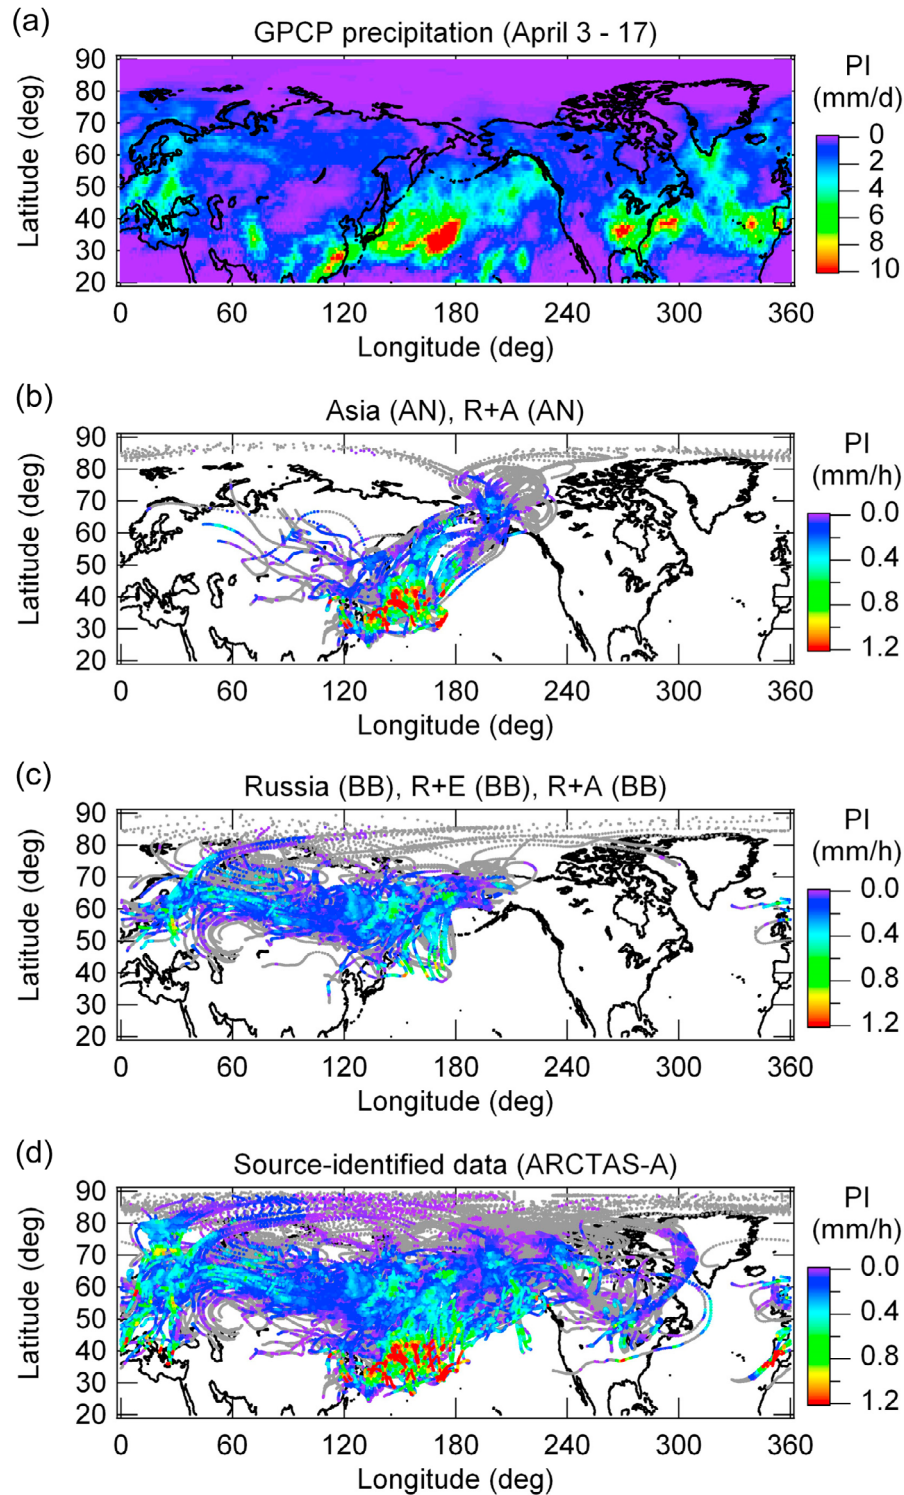 (a)
GPCP precipitation (April 3 - 17)
90
80
70
60
50
40
30
20
Latitude (deg)
0 60 120 180 240 300 360
Longitude (deg)
PI
(mm/d)
0
2
4
6
8
10
(b)
Asia (AN), R+A (AN)
90
80
70
60
50
40
30
20
Latitude (deg)
0 60 120 180 240 300 360
Longitude (deg)
PI
(mm/h)
0.0
0.4
0.8
1.2
(c)
Russia (BB), R+E (BB), R+A (BB)
90
80
70
60
50
40
30
20
Latitude (deg)
0 60 120 180 240 300 360
Longitude (deg)
PI
(mm/h)
0.0
0.4
0.8
1.2
(d)
Source-identified data (ARCTAS-A)
90
80
70
60
50
40
30
20
Latitude (deg)
0 60 120 180 240 300 360
Longitude (deg)
PI
(mm/h)
0.0
0.4
0.8
1.2